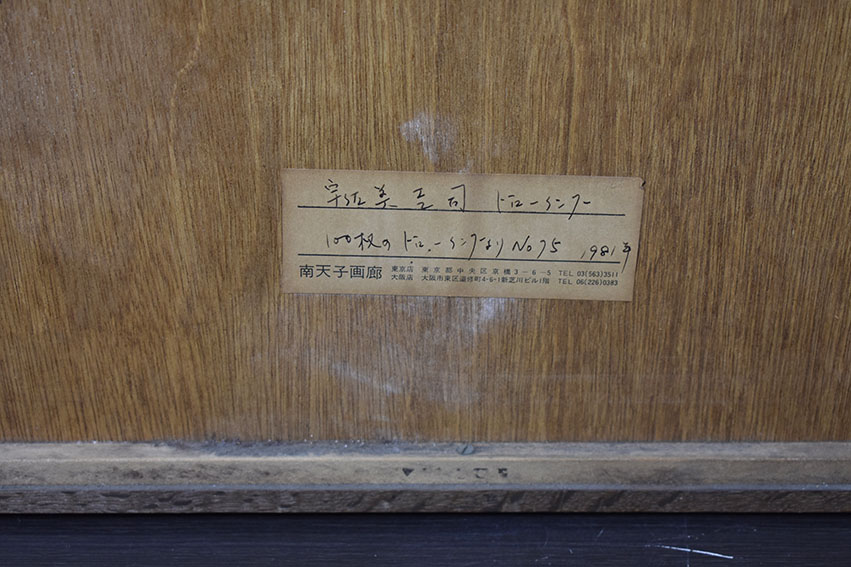 宇佐美圭司 ドローイング
100枚のドローイングより No75 1981年
南天子画廊 東京店 東京都中央区京橋3-6-5 TEL 03(563)3511
大阪店 大阪市東区道修町4-6-1新芝川ビル1階 TEL 06(226)0383